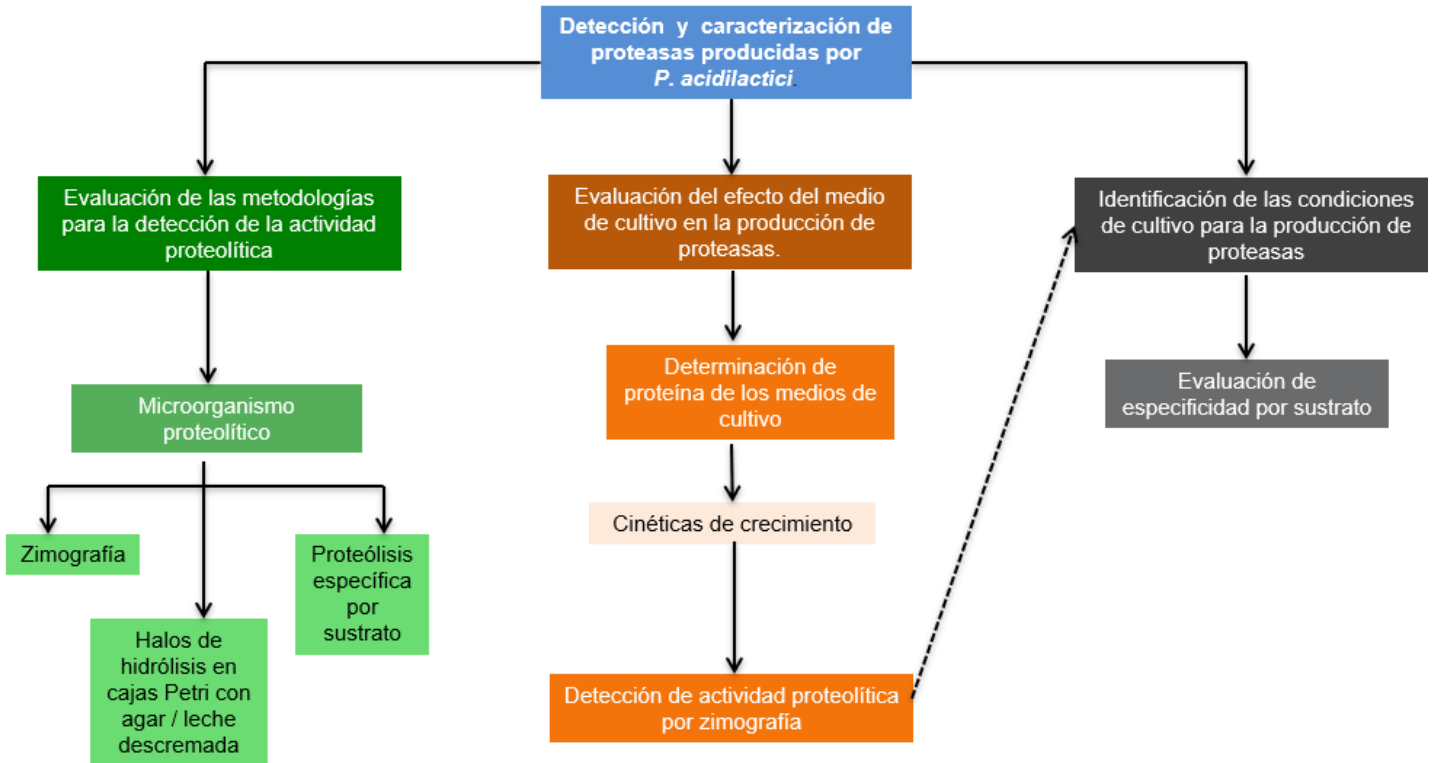 Detección y caracterización de
proteasas producidas por
P. acidilactici.
Evaluación de las metodologías
para la detección de la actividad
proteolítica
Microorganismo
proteolítico
Zimografía
Halos de
hidrólisis en
cajas Petri con
agar / leche
descremada
Proteólisis
específica
por
sustrato
Evaluación del efecto del medio
de cultivo en la producción de
proteasas.
Determinación de
proteína de los medios de
cultivo
Cinéticas de crecimiento
Detección de actividad proteolítica
por zimografía
Identificación de las condiciones
de cultivo para la producción de
proteasas
Evaluación de
especificidad por sustrato